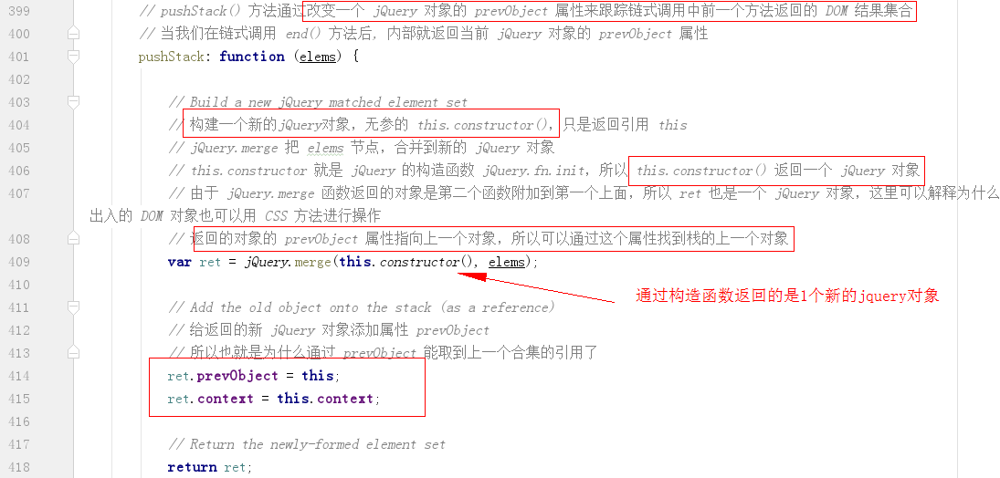 399 // pushStack() 方法通过改变一个 jQuery 对象的 prevObject 属性来跟踪链式调用中前一个方法返回的 DOM 结果集合
400 // 当我们在链式调用 end() 方法后, 内部就返回当前 jQuery 对象的 prevObject 属性
401 pushStack: function (elems) {
402
403 // Build a new jQuery matched element set
404 // 构建一个新的jQuery对象，无参的 this.constructor()，只是返回引用 this
405 // jQuery.merge 把 elems 节点，合并到新的 jQuery 对象
406 // this.constructor 就是 jQuery 的构造函数 jQuery.fn.init，所以 this.constructor() 返回一个 jQuery 对象
407 // 由于 jQuery.merge 函数返回的对象是第二个函数附加到第一个上面，所以 ret 也是一个 jQuery 对象，这里可以解释为什么
出入的 DOM 对象也可以用 CSS 方法进行操作
408 // 返回的对象的 prevObject 属性指向上一个对象，所以可以通过这个属性找到栈的上一个对象
409 var ret = jQuery.merge(this.constructor(), elems);
通过构造函数返回的是1个新的jquery对象
410
411 // Add the old object onto the stack (as a reference)
412 // 给返回的新 jQuery 对象添加属性 prevObject
413 // 所以也就是为什么通过 prevObject 能取到上一个合集的引用了
414 ret.prevObject = this;
415 ret.context = this.context;
416
417 // Return the newly-formed element set
418 return ret;